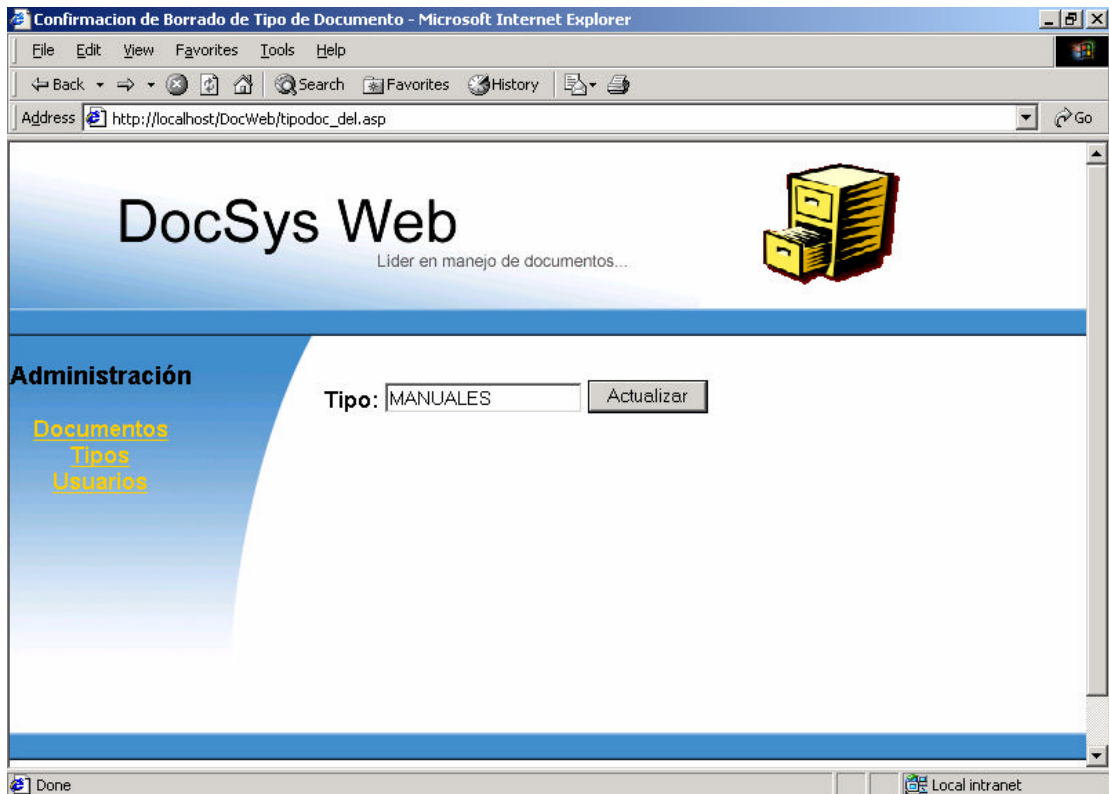 Confirmacion de Borrado de Tipo de Documento - Microsoft Internet Explorer
File Edit View Favorites Tools Help
Back Search Favorites History
Address http://localhost/DocWeb/tipodoc_del.asp Go
DocSys Web
Lider en manejo de documentos...
Administración
Documentos
Tipos
Usuarios
Tipo: MANUALES Actualizar
Done Local intranet